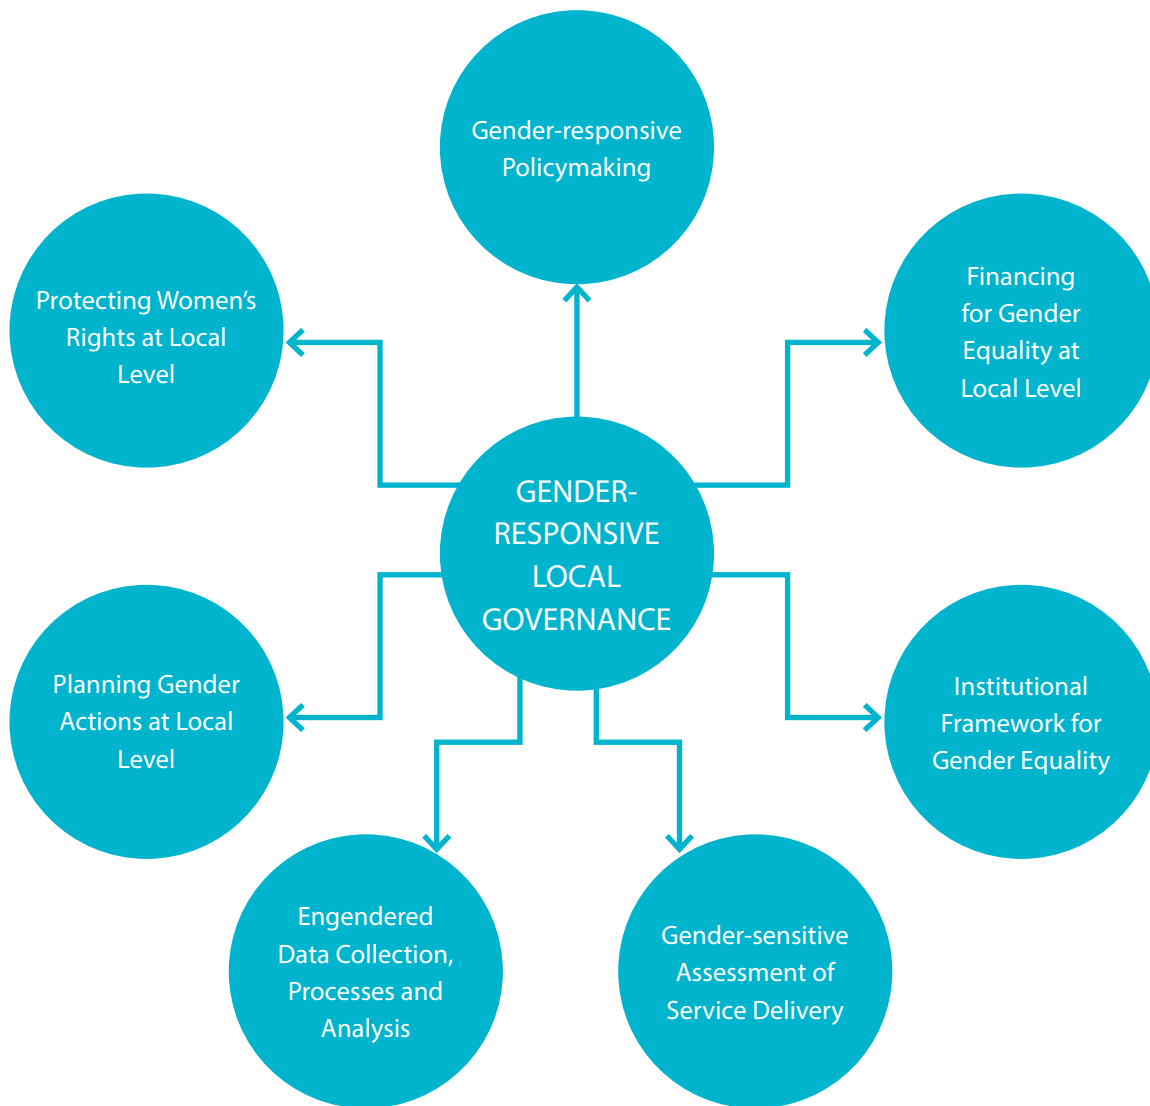 Gender-responsive
Policymaking
Protecting Women’s
Rights at Local
Level
Financing
for Gender
Equality at
Local Level
GENDER-
RESPONSIVE
LOCAL
GOVERNANCE
Planning Gender
Actions at Local
Level
Institutional
Framework for
Gender Equality
Engendered
Data Collection,
Processes and
Analysis
Gender-sensitive
Assessment of
Service Delivery